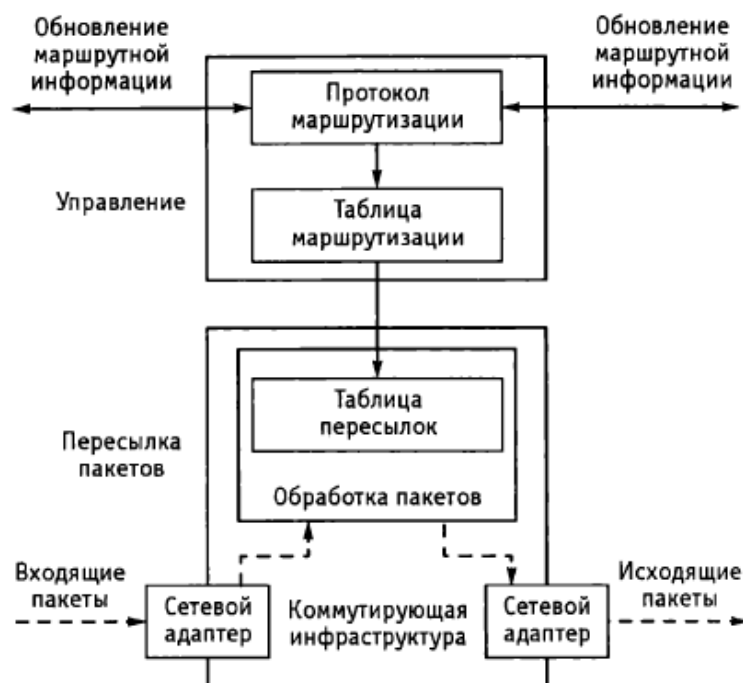 Обновление
маршрутной
информации
Обновление
маршрутной
информации
Протокол
маршрутизации
Управление
Таблица
маршрутизации
Таблица
пересылок
Пересылка
пакетов
Обработка пакетов
Входящие
пакеты
Сетевой
адаптер
Коммутирующая
инфраструктура
Сетевой
адаптер
Исходящие
пакеты